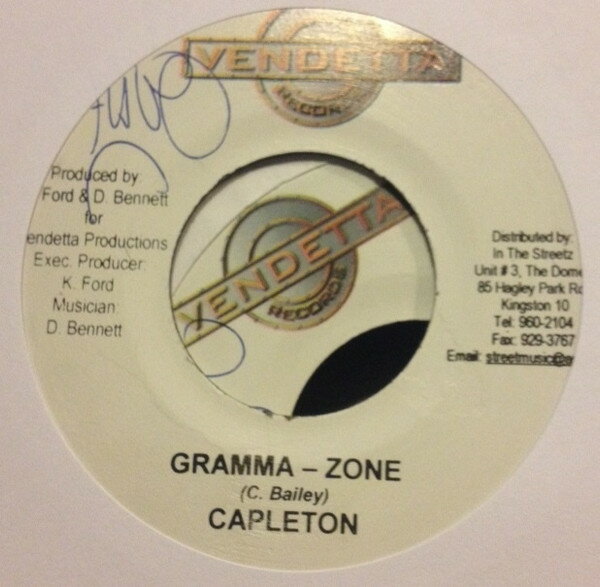 VENDETTA
RECORDS
Produced by
Ford & D. Bennett
for
endetta Productions
Exec. Producer:
K. Ford
Musician
D. Bennett
VENDETTA
RECORDS
Distributed by:
In The Streetz
Unit # 3, The Dome
85 Hagley Park Rd
Kingston 10
Tel: 960-2104
Fax: 929-3767
Email: streetmusic@
GRAMMA – ZONE
(C. Bailey)
CAPLETON